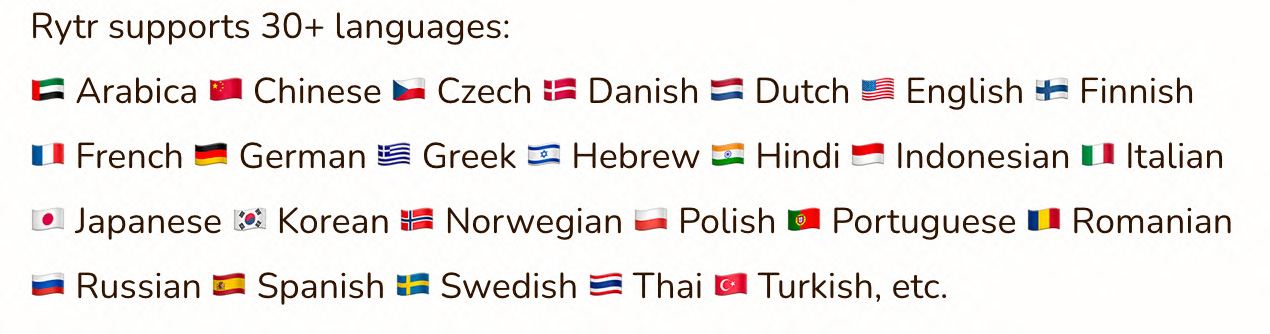 Rytr supports 30+ languages:
🇦🇪 Arabica 🇨🇳 Chinese 🇨🇿 Czech 🇩🇰 Danish 🇳🇱 Dutch 🇺🇸 English 🇫🇮 Finnish
🇫🇷 French 🇩🇪 German 🇬🇷 Greek 🇮🇱 Hebrew 🇮🇳 Hindi 🇮🇩 Indonesian 🇮🇹 Italian
🇯🇵 Japanese 🇰🇷 Korean 🇳🇴 Norwegian 🇵🇱 Polish 🇵🇹 Portuguese 🇷🇴 Romanian
🇷🇺 Russian 🇪🇸 Spanish 🇸🇪 Swedish 🇹🇭 Thai 🇹🇷 Turkish, etc.